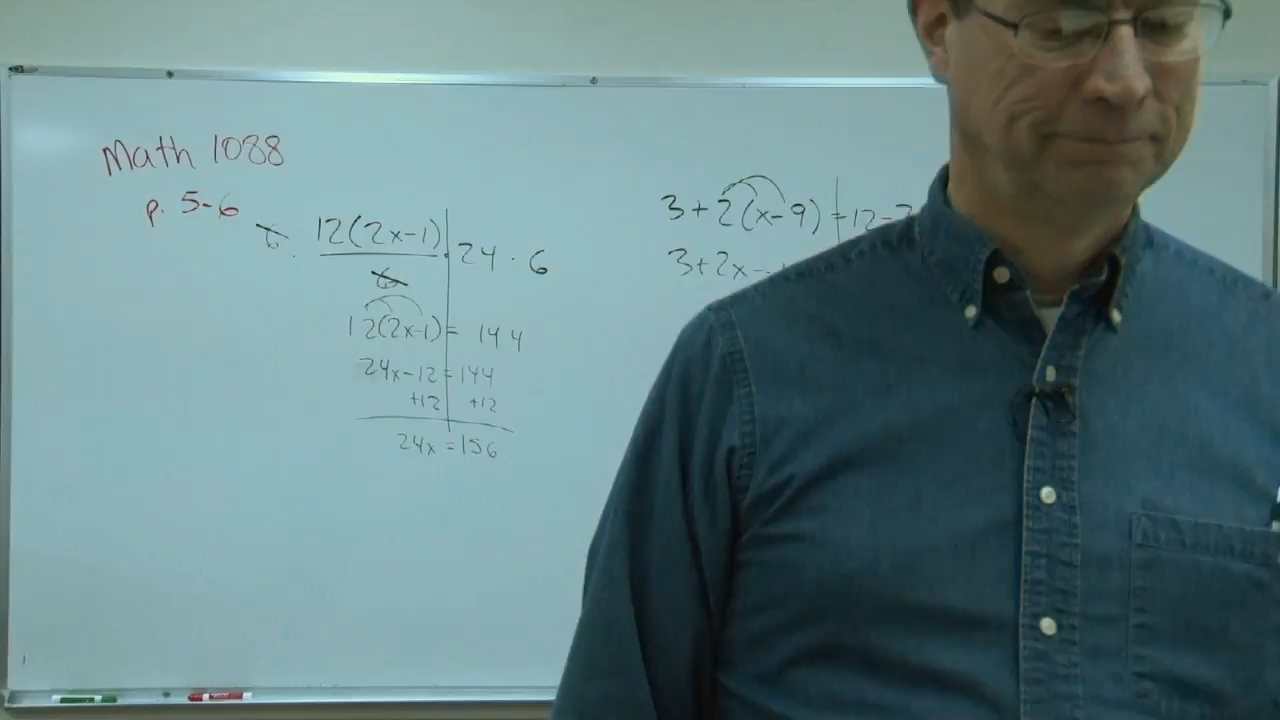 Math 1088
p. 5-6
6 · 12(2x-1) 24 · 6
6
12(2x-1) = 144
24x-12 = 144
+12 +12
24x = 156
3+2(x-9) = 12-
3+2x-